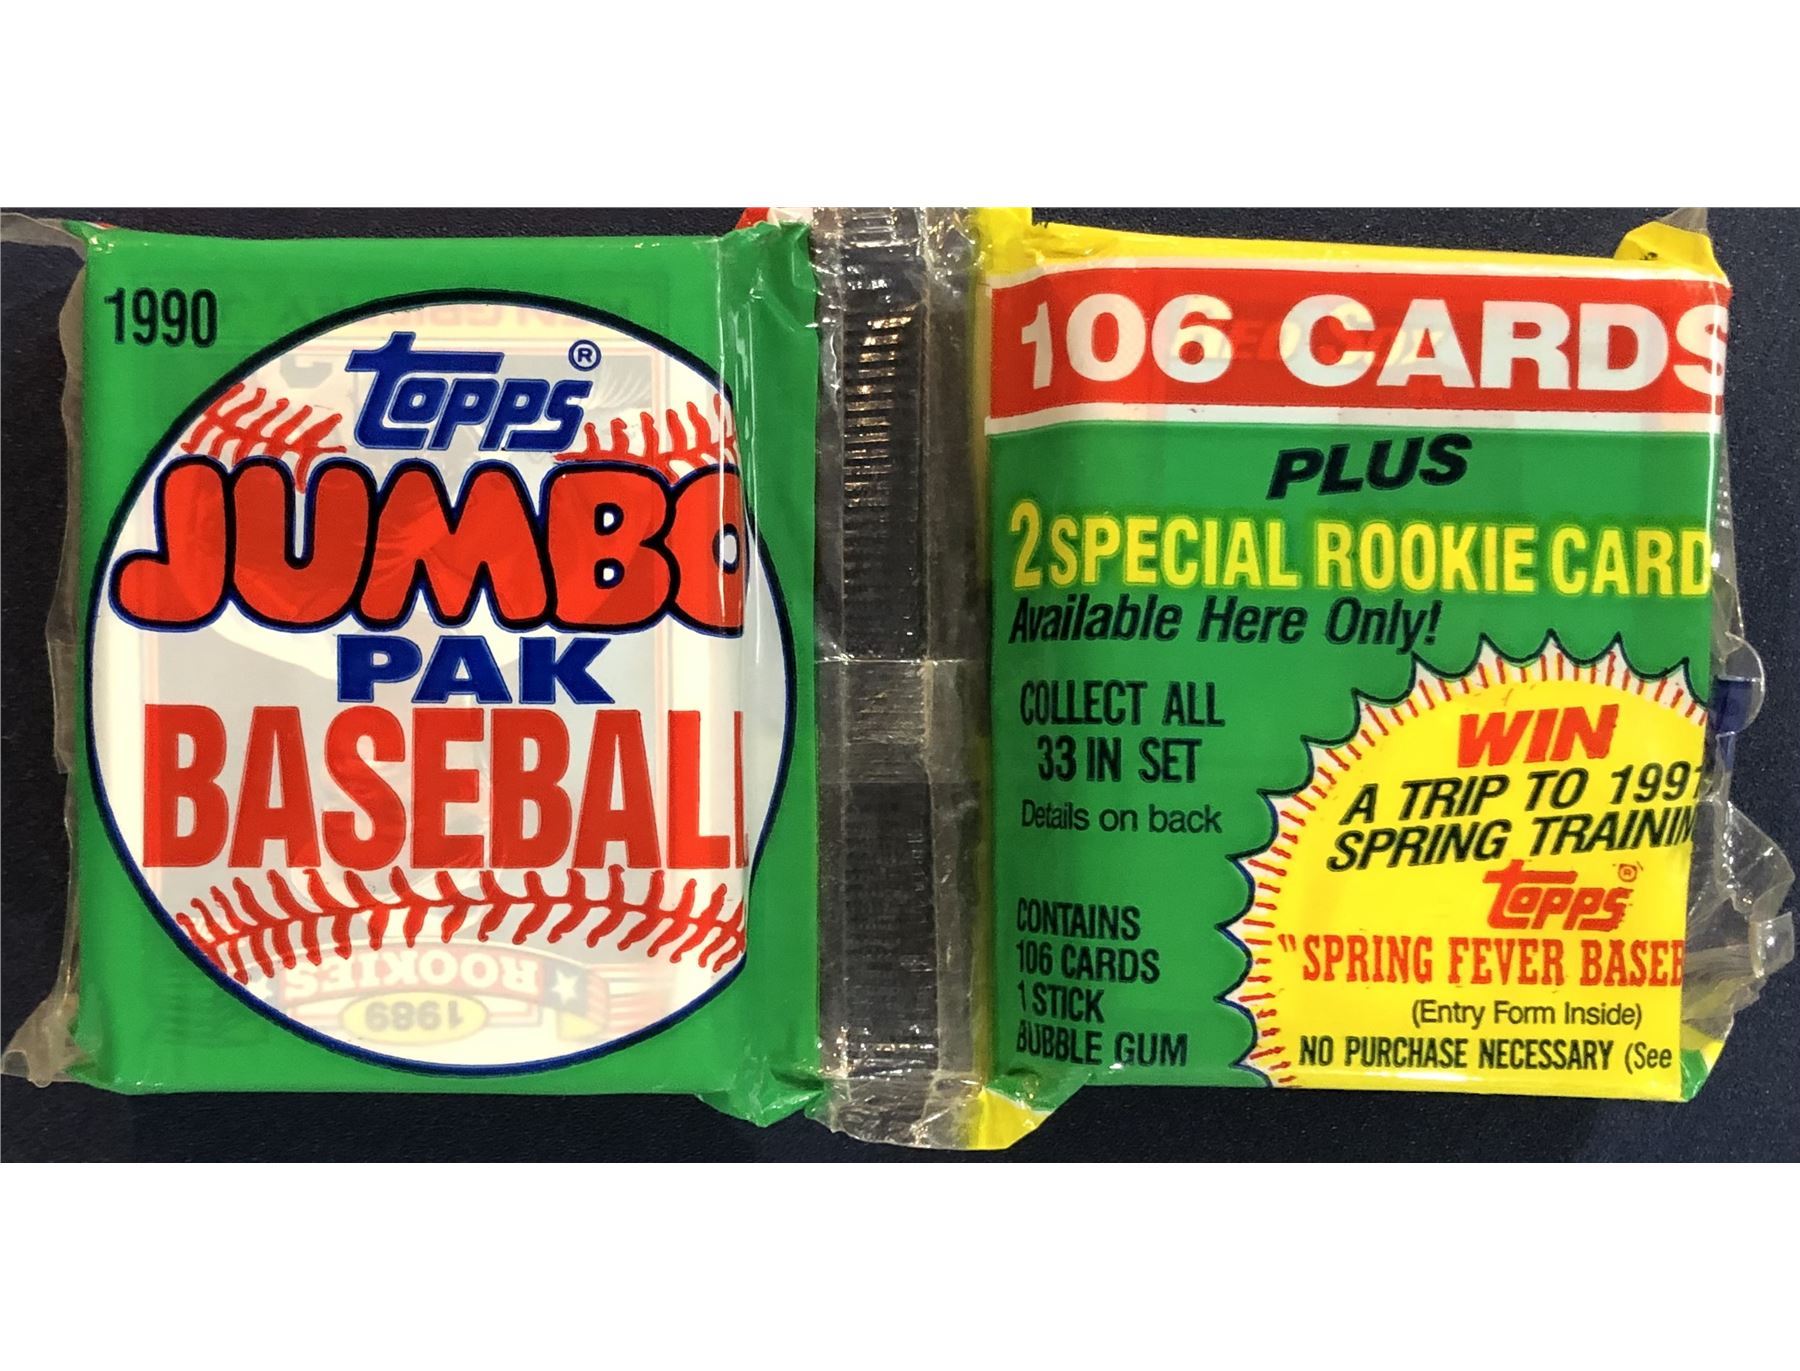 1990
Topps®
JUMBO
PAK
BASEBALL
ROOKIES
1989
106 CARDS
PLUS
2 SPECIAL ROOKIE CARD
Available Here Only!
COLLECT ALL
33 IN SET
Details on back
CONTAINS
106 CARDS
1 STICK
BUBBLE GUM
WIN
A TRIP TO 1991
SPRING TRAININ
Topps®
"SPRING FEVER BASEB
(Entry Form Inside)
NO PURCHASE NECESSARY (See